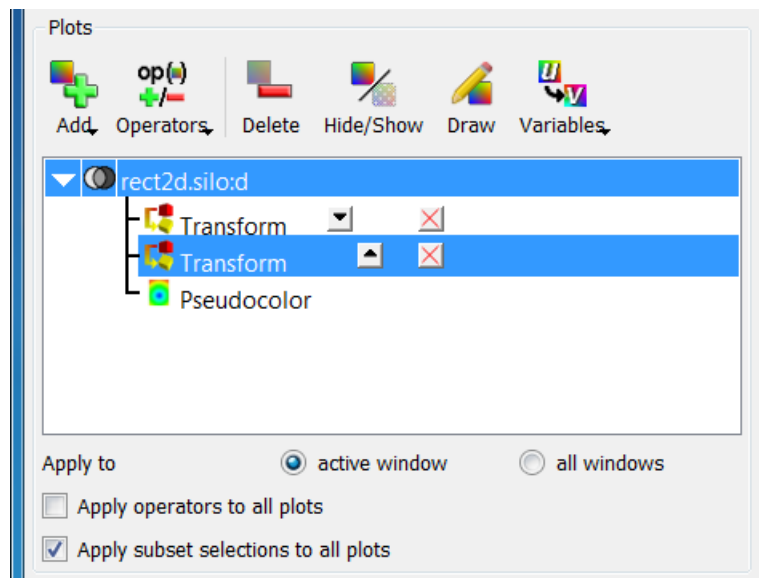 Plots
op( )
+/-
Add Operators Delete Hide/Show Draw Variables
u
v
rect2d.silo:d
Transform
Transform
Pseudocolor
Apply to active window all windows
Apply operators to all plots
Apply subset selections to all plots